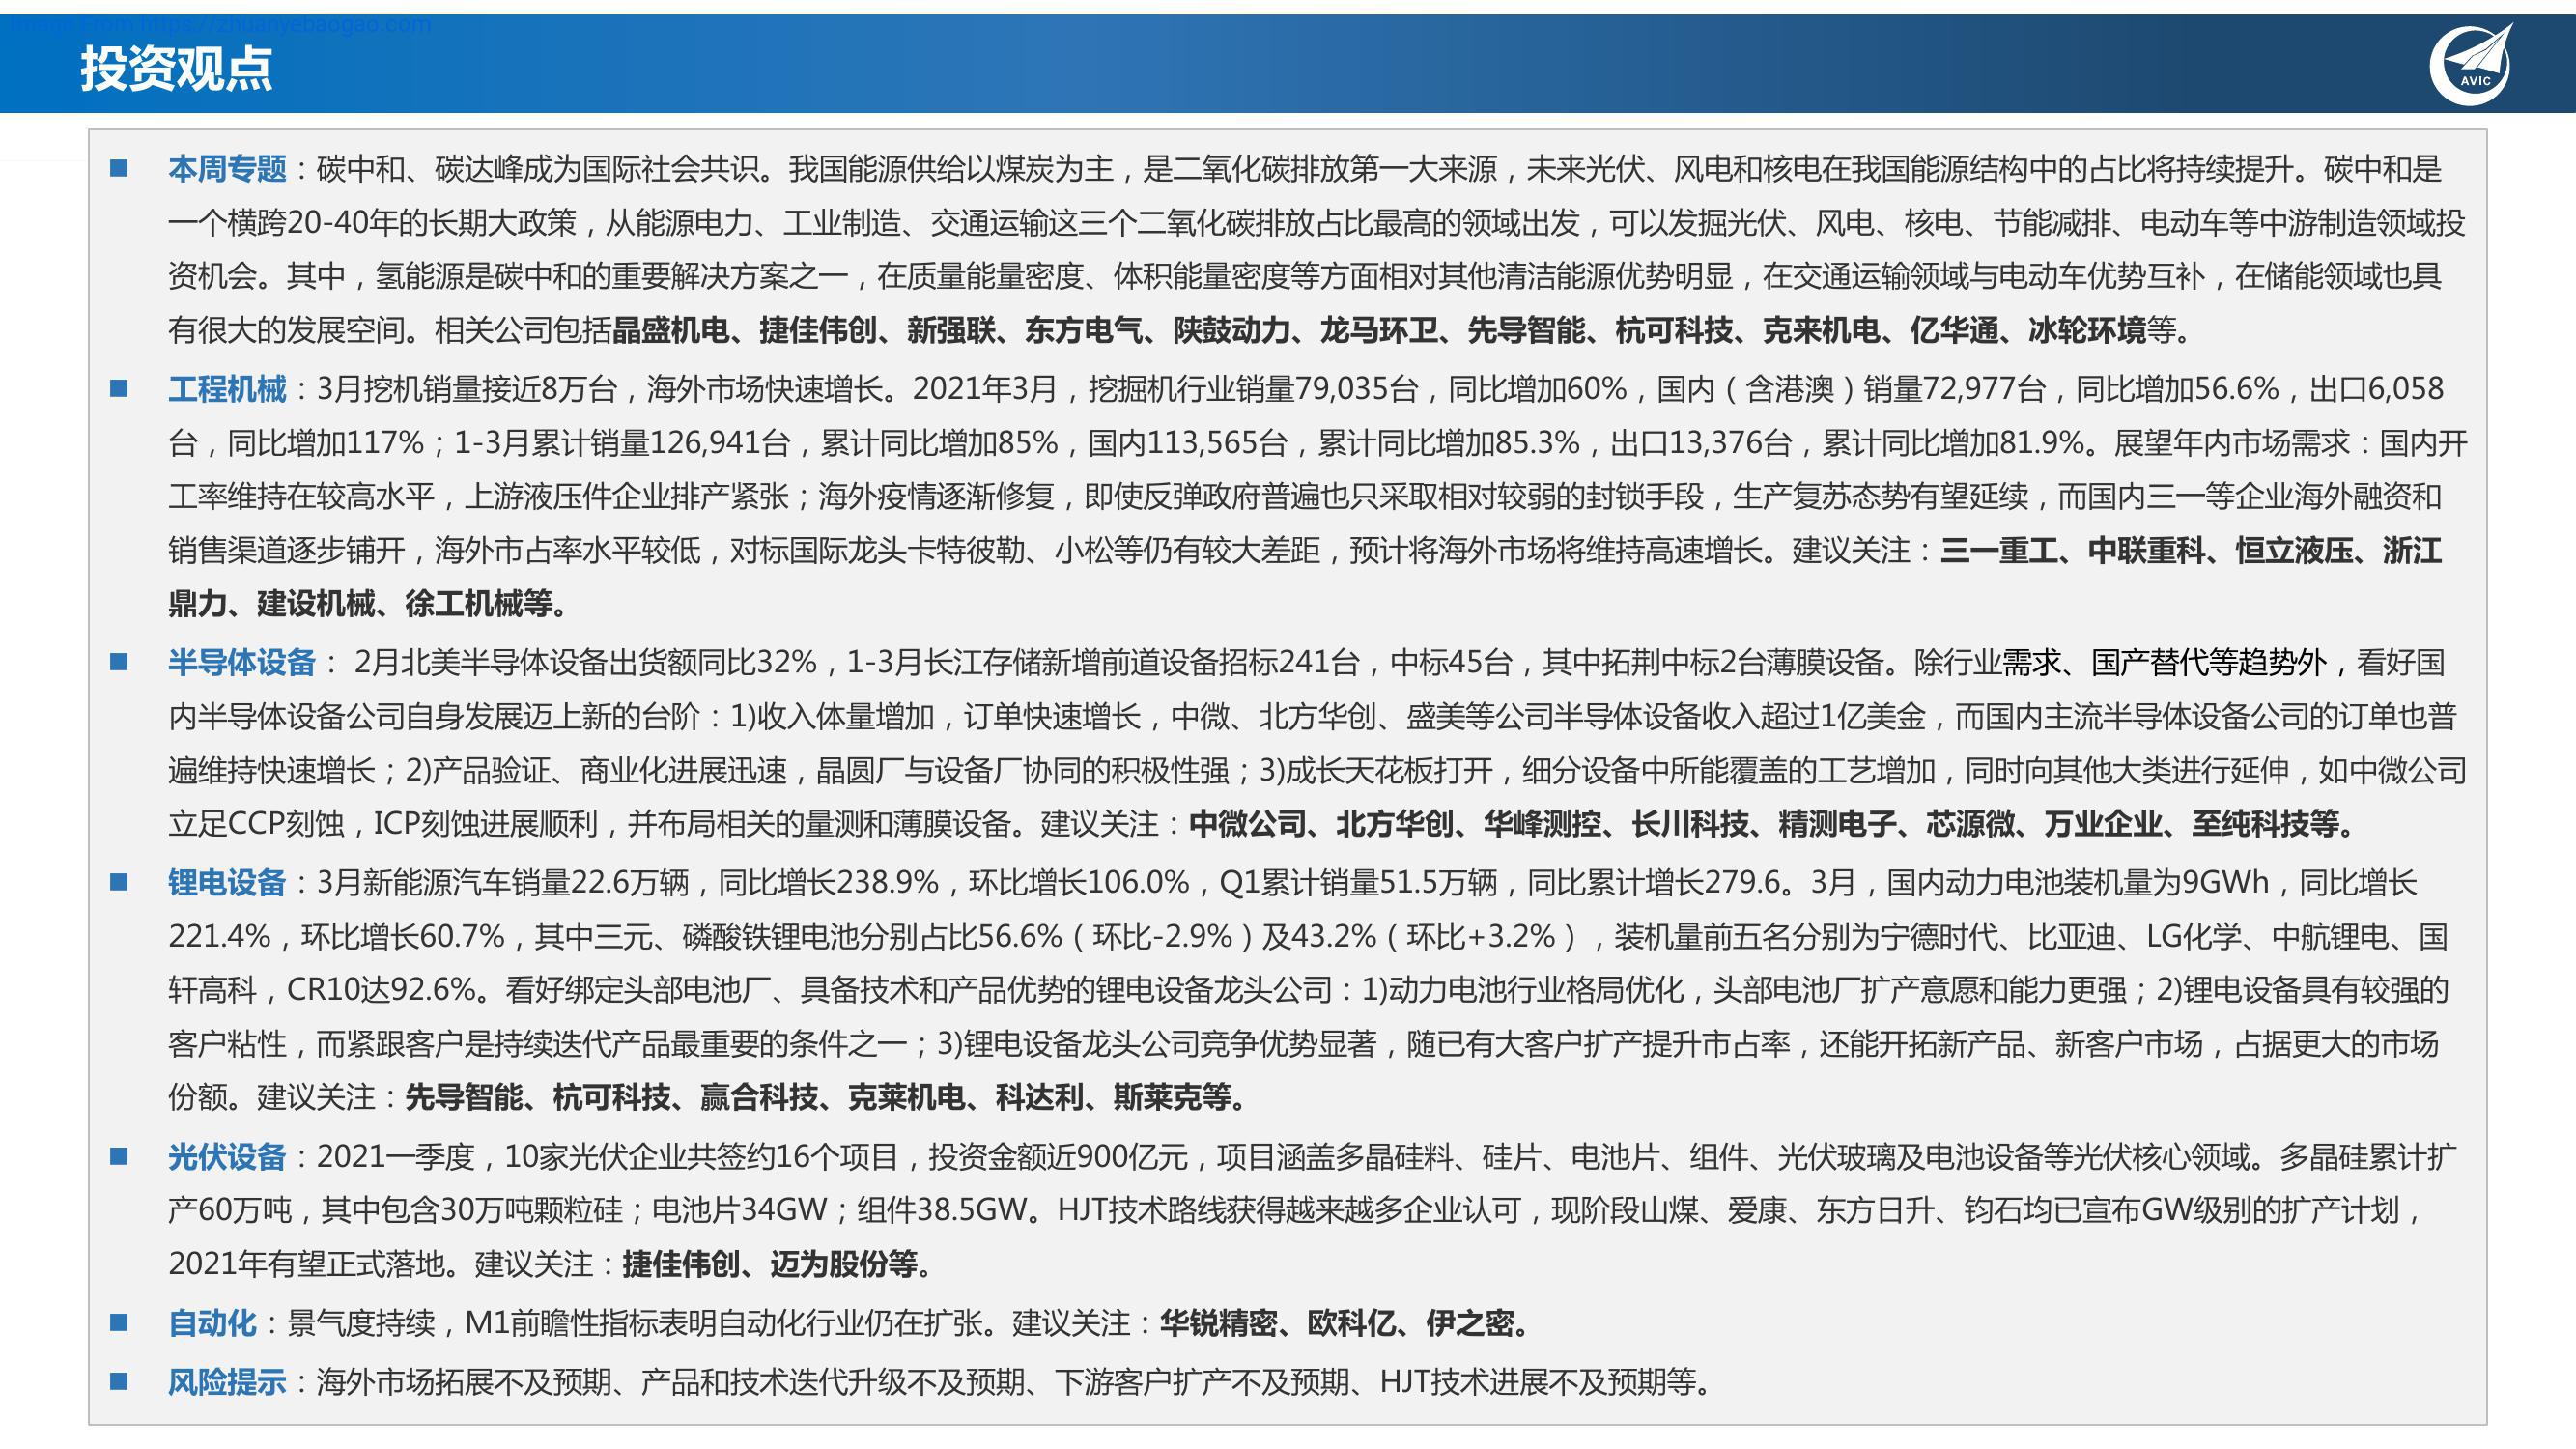 Image From https://zhuanyebaogao.com
投资观点
AVIC
■ 本周专题：碳中和、碳达峰成为国际社会共识。我国能源供给以煤炭为主，是二氧化碳排放第一大来源，未来光伏、风电和核电在我国能源结构中的占比将持续提升。碳中和是
一个横跨20-40年的长期大政策，从能源电力、工业制造、交通运输这三个二氧化碳排放占比最高的领域出发，可以发掘光伏、风电、核电、节能减排、电动车等中游制造领域投
资机会。其中，氢能源是碳中和的重要解决方案之一，在质量能量密度、体积能量密度等方面相对其他清洁能源优势明显，在交通运输领域与电动车优势互补，在储能领域也具
有很大的发展空间。相关公司包括晶盛机电、捷佳伟创、新强联、东方电气、陕鼓动力、龙马环卫、先导智能、杭可科技、克来机电、亿华通、冰轮环境等。
■ 工程机械：3月挖机销量接近8万台，海外市场快速增长。2021年3月，挖掘机行业销量79,035台，同比增加60%，国内（含港澳）销量72,977台，同比增加56.6%，出口6,058
台，同比增加117%；1-3月累计销量126,941台，累计同比增加85%，国内113,565台，累计同比增加85.3%，出口13,376台，累计同比增加81.9%。展望年内市场需求：国内开
工率维持在较高水平，上游液压件企业排产紧张；海外疫情逐渐修复，即使反弹政府普遍也只采取相对较弱的封锁手段，生产复苏态势有望延续，而国内三一等企业海外融资和
销售渠道逐步铺开，海外市占率水平较低，对标国际龙头卡特彼勒、小松等仍有较大差距，预计将海外市场将维持高速增长。建议关注：三一重工、中联重科、恒立液压、浙江
鼎力、建设机械、徐工机械等。
■ 半导体设备： 2月北美半导体设备出货额同比32%，1-3月长江存储新增前道设备招标241台，中标45台，其中拓荆中标2台薄膜设备。除行业需求、国产替代等趋势外，看好国
内半导体设备公司自身发展迈上新的台阶：1)收入体量增加，订单快速增长，中微、北方华创、盛美等公司半导体设备收入超过1亿美金，而国内主流半导体设备公司的订单也普
遍维持快速增长；2)产品验证、商业化进展迅速，晶圆厂与设备厂协同的积极性强；3)成长天花板打开，细分设备中所能覆盖的工艺增加，同时向其他大类进行延伸，如中微公司
立足CCP刻蚀，ICP刻蚀进展顺利，并布局相关的量测和薄膜设备。建议关注：中微公司、北方华创、华峰测控、长川科技、精测电子、芯源微、万业企业、至纯科技等。
■ 锂电设备：3月新能源汽车销量22.6万辆，同比增长238.9%，环比增长106.0%，Q1累计销量51.5万辆，同比累计增长279.6。3月，国内动力电池装机量为9GWh，同比增长
221.4%，环比增长60.7%，其中三元、磷酸铁锂电池分别占比56.6%（环比-2.9%）及43.2%（环比+3.2%），装机量前五名分别为宁德时代、比亚迪、LG化学、中航锂电、国
轩高科，CR10达92.6%。看好绑定头部电池厂、具备技术和产品优势的锂电设备龙头公司：1)动力电池行业格局优化，头部电池厂扩产意愿和能力更强；2)锂电设备具有较强的
客户粘性，而紧跟客户是持续迭代产品最重要的条件之一；3)锂电设备龙头公司竞争优势显著，随已有大客户扩产提升市占率，还能开拓新产品、新客户市场，占据更大的市场
份额。建议关注：先导智能、杭可科技、赢合科技、克莱机电、科达利、斯莱克等。
■ 光伏设备：2021一季度，10家光伏企业共签约16个项目，投资金额近900亿元，项目涵盖多晶硅料、硅片、电池片、组件、光伏玻璃及电池设备等光伏核心领域。多晶硅累计扩
产60万吨，其中包含30万吨颗粒硅；电池片34GW；组件38.5GW。HJT技术路线获得越来越多企业认可，现阶段山煤、爱康、东方日升、钧石均已宣布GW级别的扩产计划，
2021年有望正式落地。建议关注：捷佳伟创、迈为股份等。
■ 自动化：景气度持续，M1前瞻性指标表明自动化行业仍在扩张。建议关注：华锐精密、欧科亿、伊之密。
■ 风险提示：海外市场拓展不及预期、产品和技术迭代升级不及预期、下游客户扩产不及预期、HJT技术进展不及预期等。